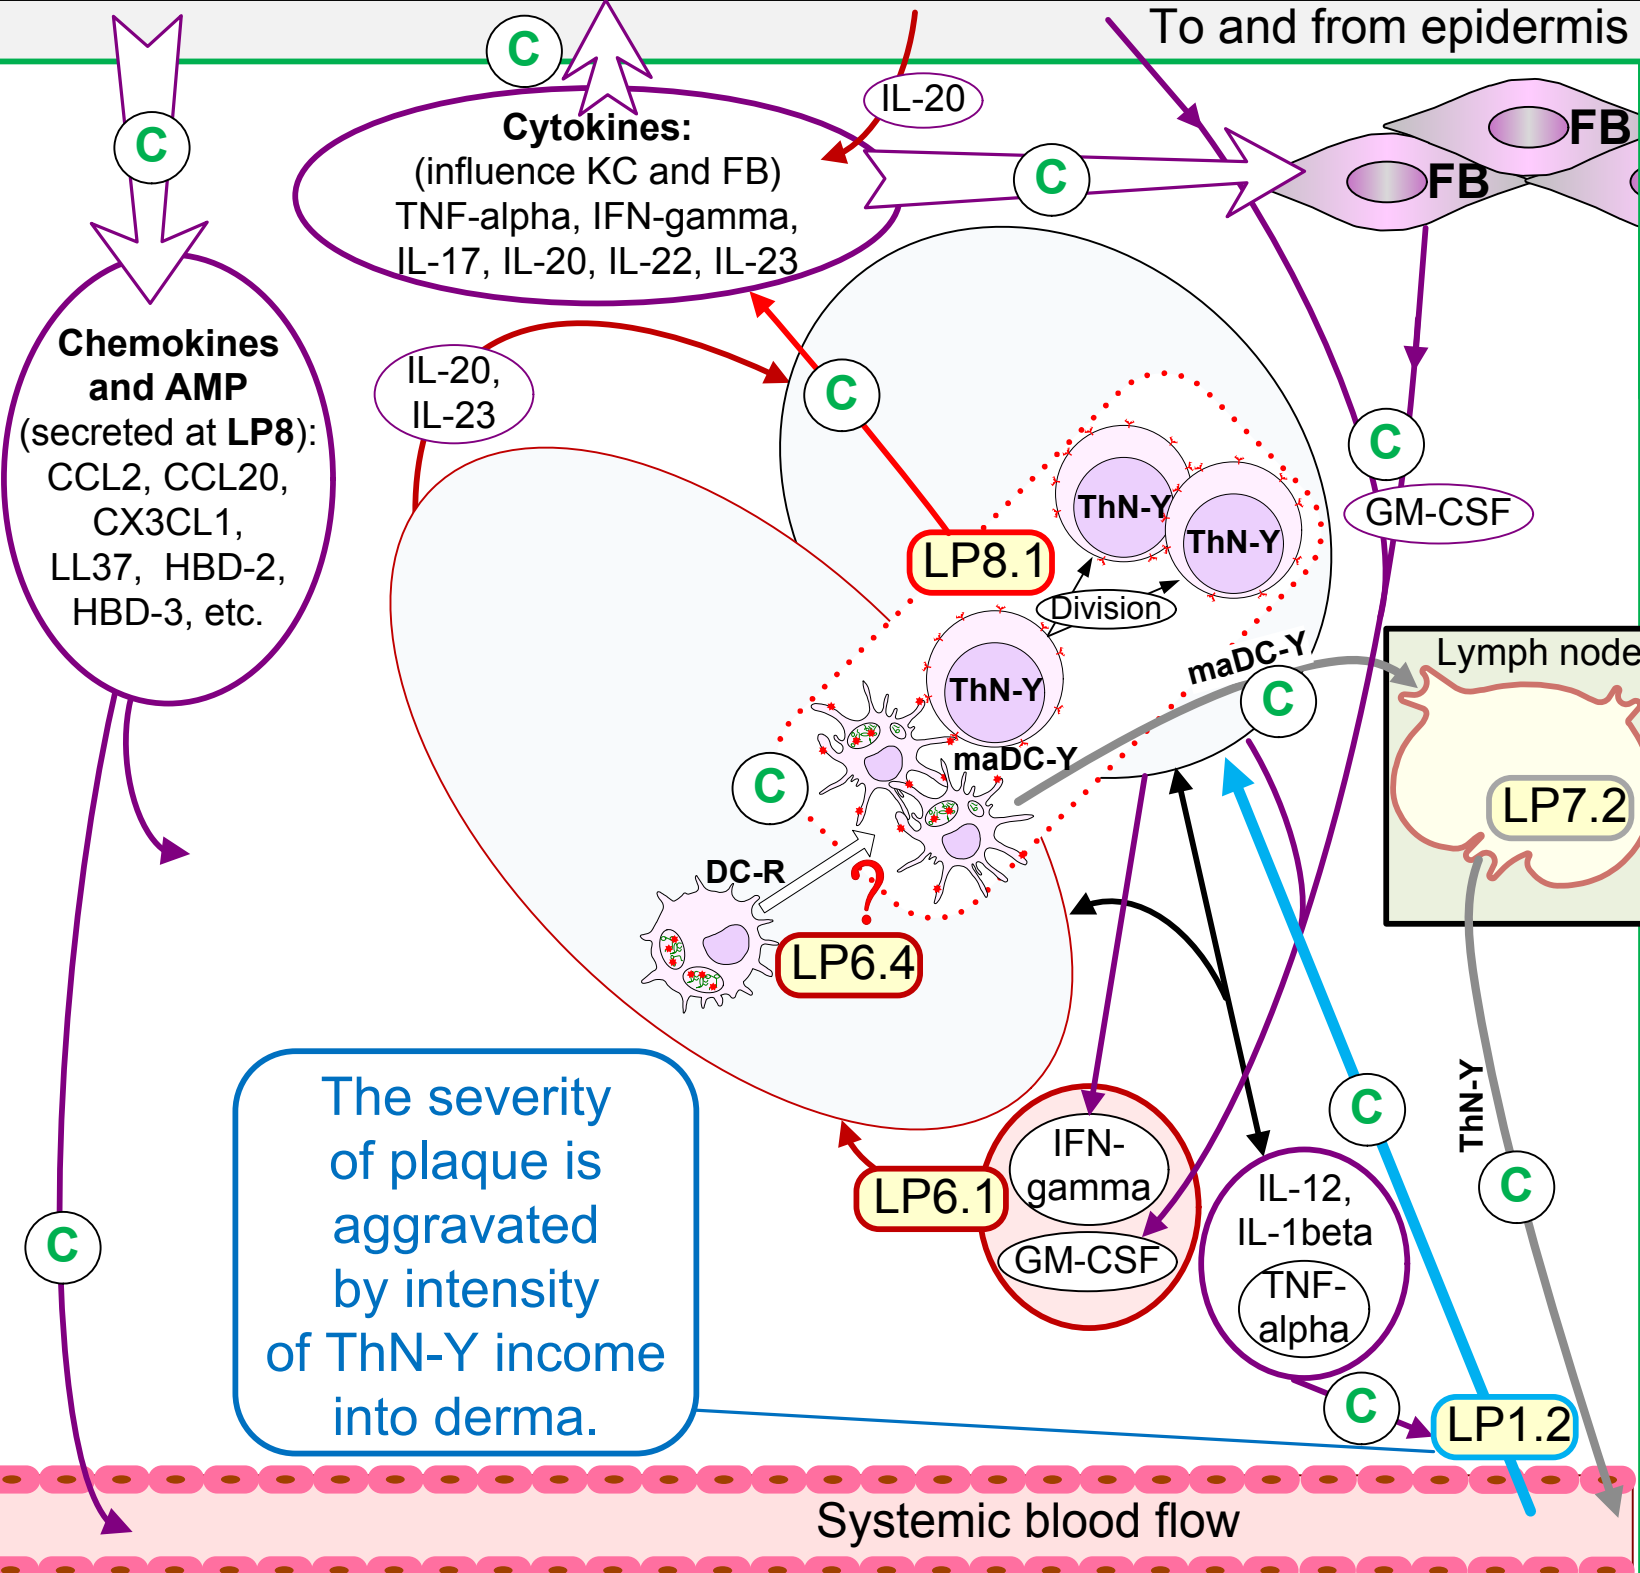 To and from epidermis
C
C
IL-20
Cytokines:
(influence KC and FB)
TNF-alpha, IFN-gamma,
IL-17, IL-20, IL-22, IL-23
C
FB
FB
Chemokines
and AMP
(secreted at LP8):
CCL2, CCL20,
CX3CL1,
LL37, HBD-2,
HBD-3, etc.
IL-20,
IL-23
C
C
GM-CSF
ThN-Y
ThN-Y
LP8.1
Division
ThN-Y
maDC-Y
C
Lymph node
maDC-Y
C
LP7.2
DC-R
?
LP6.4
The severity
of plaque is
aggravated
by intensity
of ThN-Y income
into derma.
C
ThN-Y
C
IFN-
gamma
LP6.1
GM-CSF
IL-12,
IL-1beta
TNF-
alpha
C
C
LP1.2
Systemic blood flow